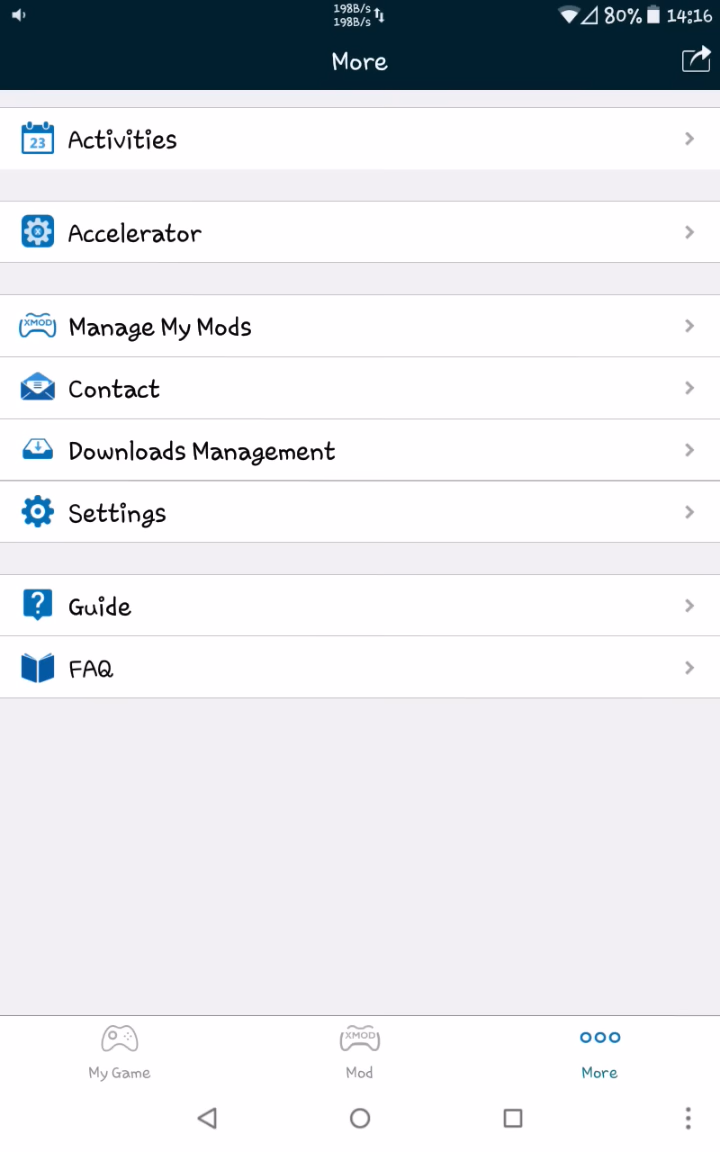 198B/s
198B/s
80%
14:16
More
23
Activities
Accelerator
XMOD
Manage My Mods
Contact
Downloads Management
Settings
?
Guide
FAQ
XMOD
My Game
Mod
More